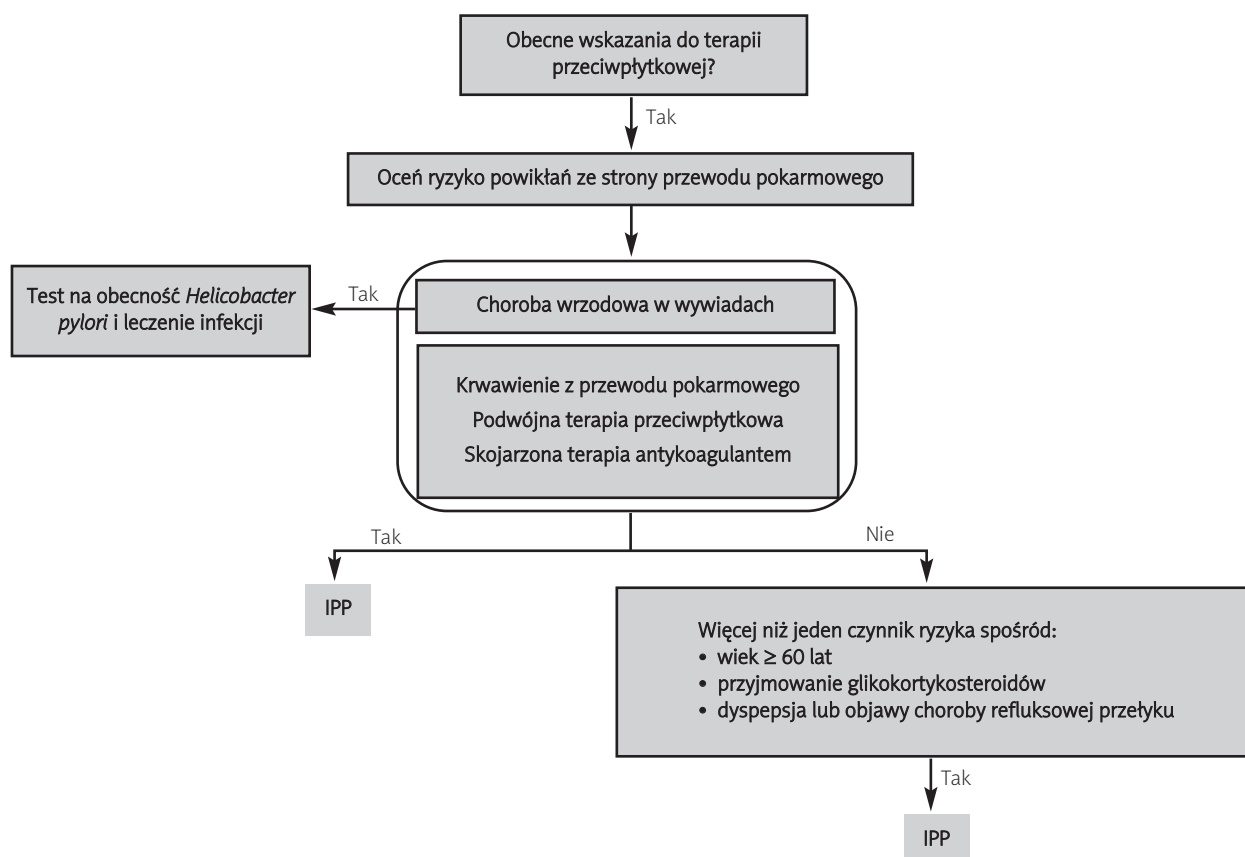 Obecne wskazania do terapii
przeciwpłytkowej?
Tak
Oceń ryzyko powikłań ze strony przewodu pokarmowego
Test na obecność Helicobacter
pylori i leczenie infekcji
Tak
Choroba wrzodowa w wywiadach
Krwawienie z przewodu pokarmowego
Podwójna terapia przeciwpłytkowa
Skojarzona terapia antykoagulantem
Tak
Nie
IPP
Więcej niż jeden czynnik ryzyka spośród:
• wiek ≥ 60 lat
• przyjmowanie glikokortykosteroidów
• dyspepsja lub objawy choroby refluksowej przełyku
Tak
IPP